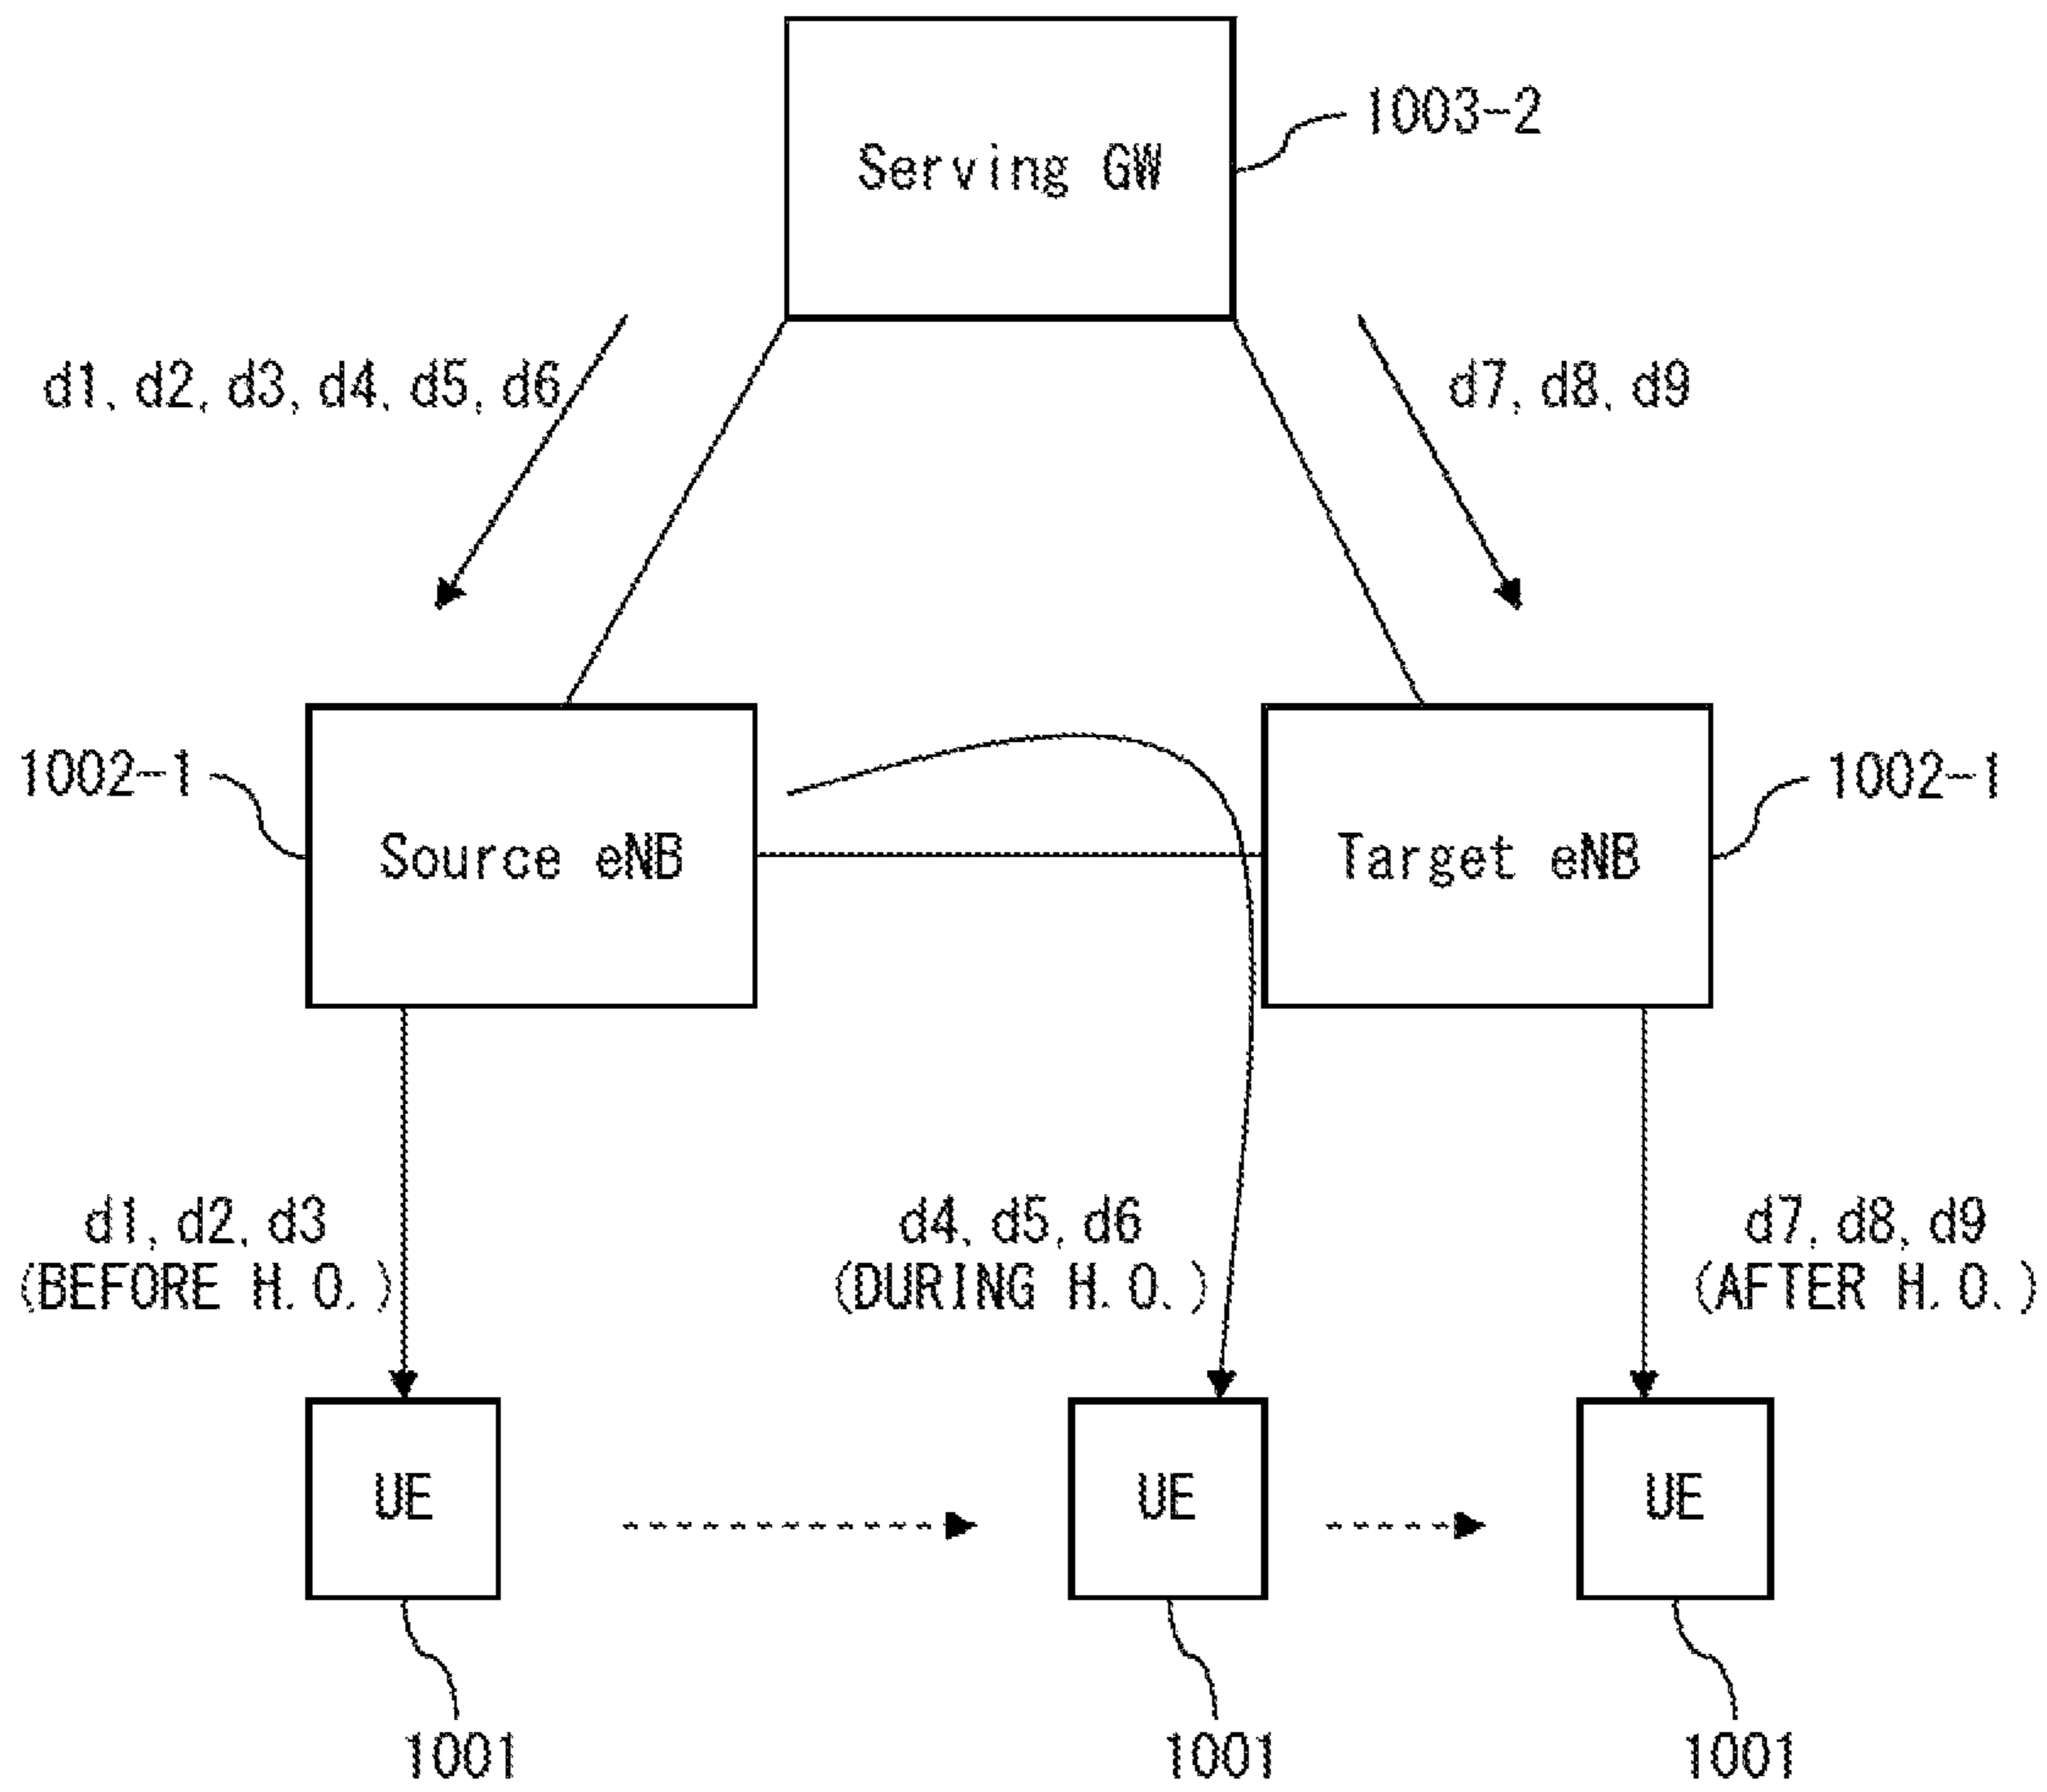 1003-2
Serving GW
d1, d2, d3, d4, d5, d6
d7, d8, d9
1002-1
Source eNB
Target eNB
1002-1
d1, d2, d3
(BEFORE H.O.)
d4, d5, d6
(DURING H.O.)
d7, d8, d9
(AFTER H.O.)
UE
UE
UE
1001
1001
1001